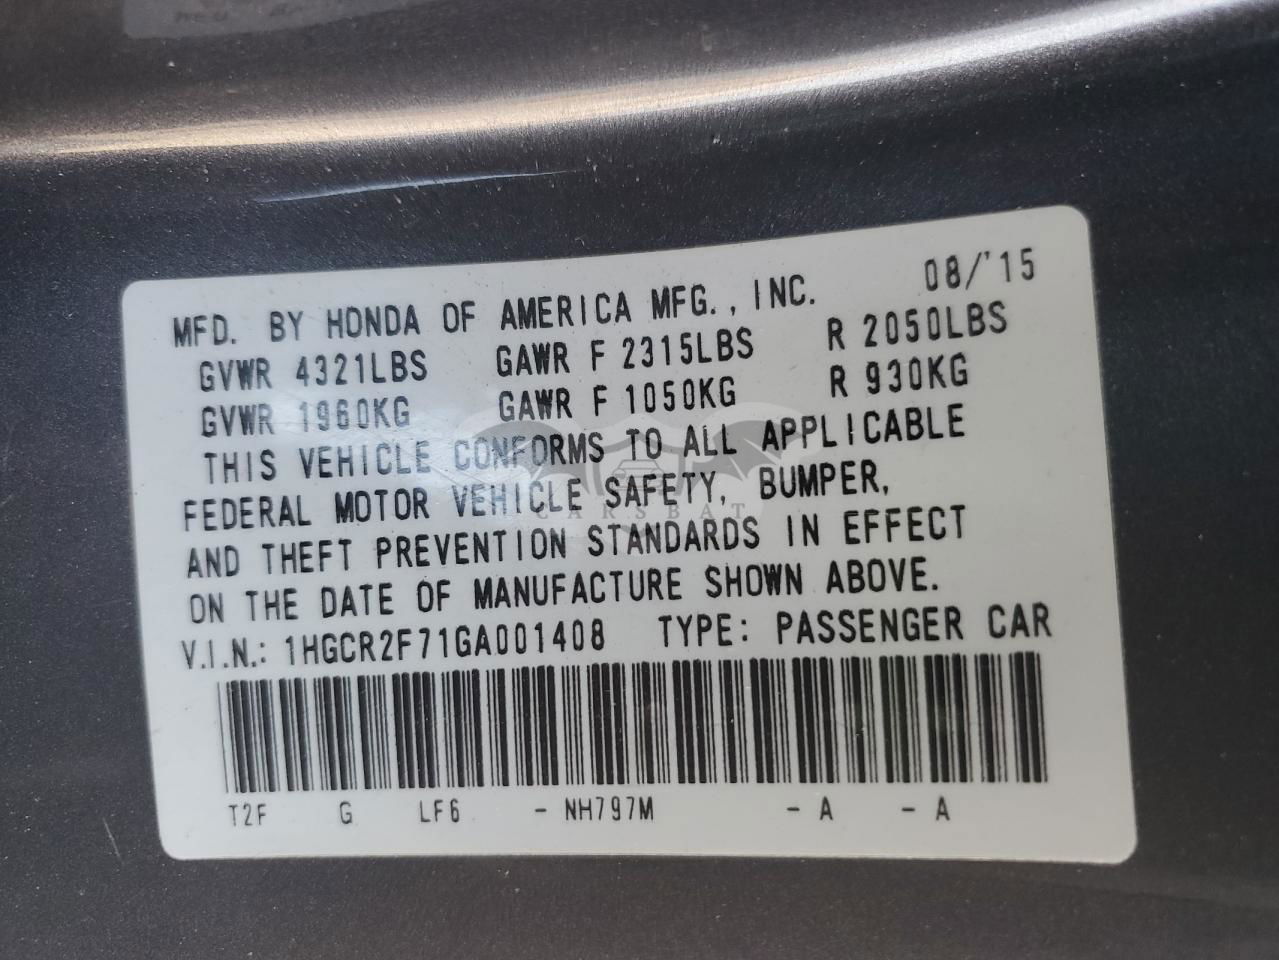 08/'15
MFD. BY HONDA OF AMERICA MFG., INC.
GVWR 4321LBS GAWR F 2315LBS R 2050LBS
GVWR 1960KG GAWR F 1050KG R 930KG
THIS VEHICLE CONFORMS TO ALL APPLICABLE
FEDERAL MOTOR VEHICLE SAFETY, BUMPER,
CARSBAT
AND THEFT PREVENTION STANDARDS IN EFFECT
ON THE DATE OF MANUFACTURE SHOWN ABOVE.
V.I.N.: 1HGCR2F71GA001408 TYPE: PASSENGER CAR
T2F G LF6 - NH797M - A - A